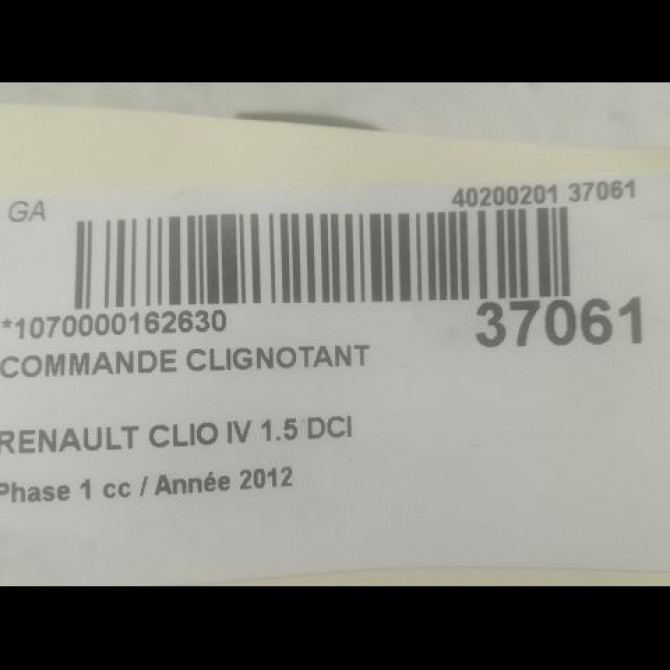 GA
40200201 37061
*1070000162630
37061
COMMANDE CLIGNOTANT
RENAULT CLIO IV 1.5 DCI
Phase 1 cc / Année 2012